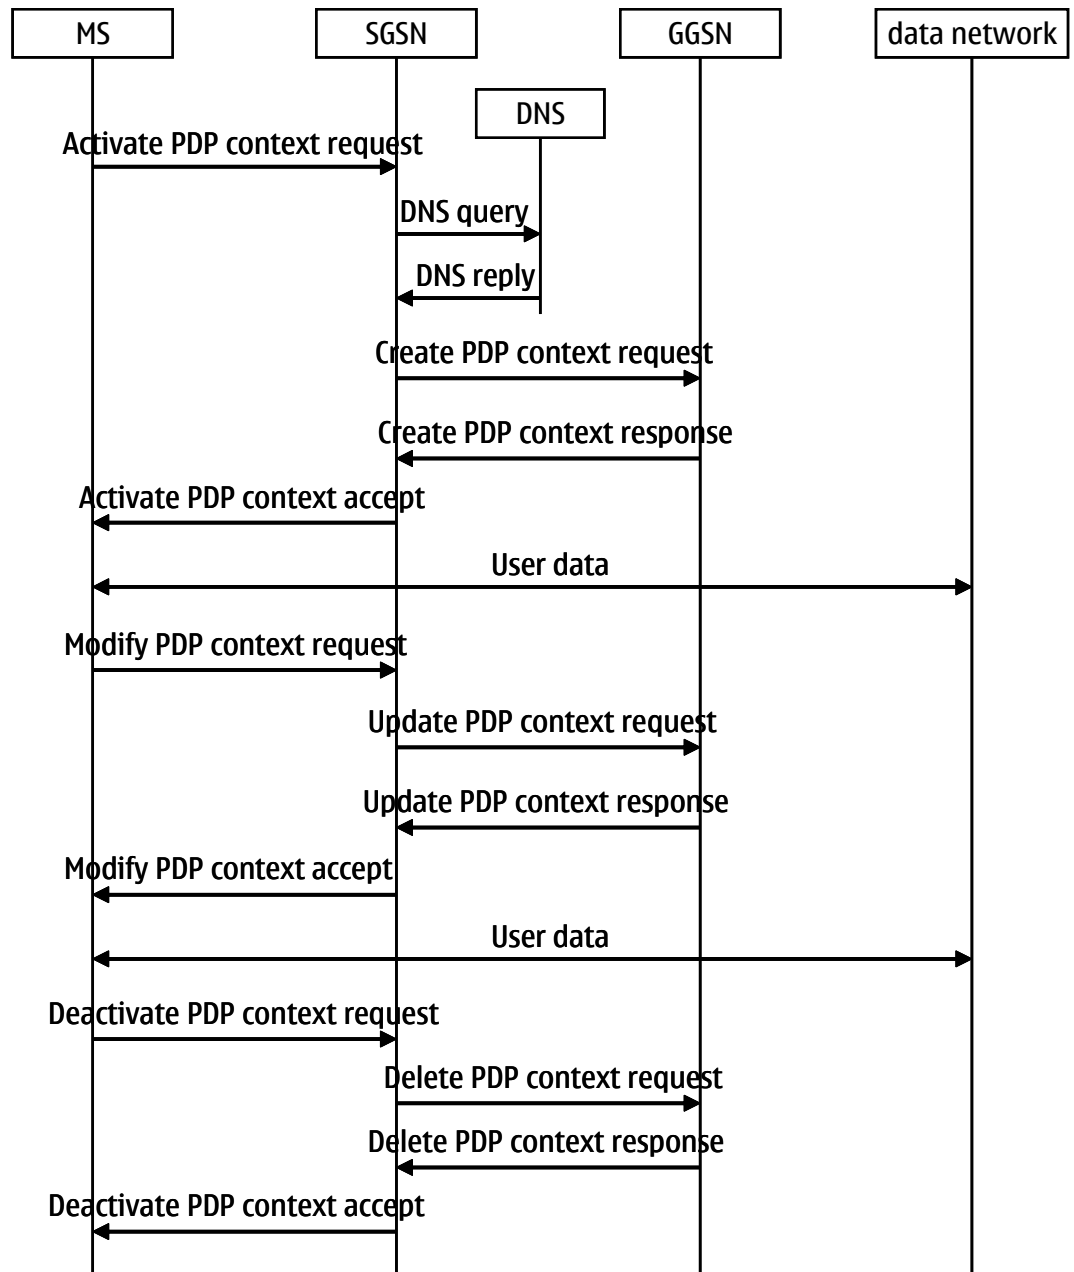 MS
SGSN
GGSN
data network
DNS
Activate PDP context request
DNS query
DNS reply
Create PDP context request
Create PDP context response
Activate PDP context accept
User data
Modify PDP context request
Update PDP context request
Update PDP context response
Modify PDP context accept
User data
Deactivate PDP context request
Delete PDP context request
Delete PDP context response
Deactivate PDP context accept